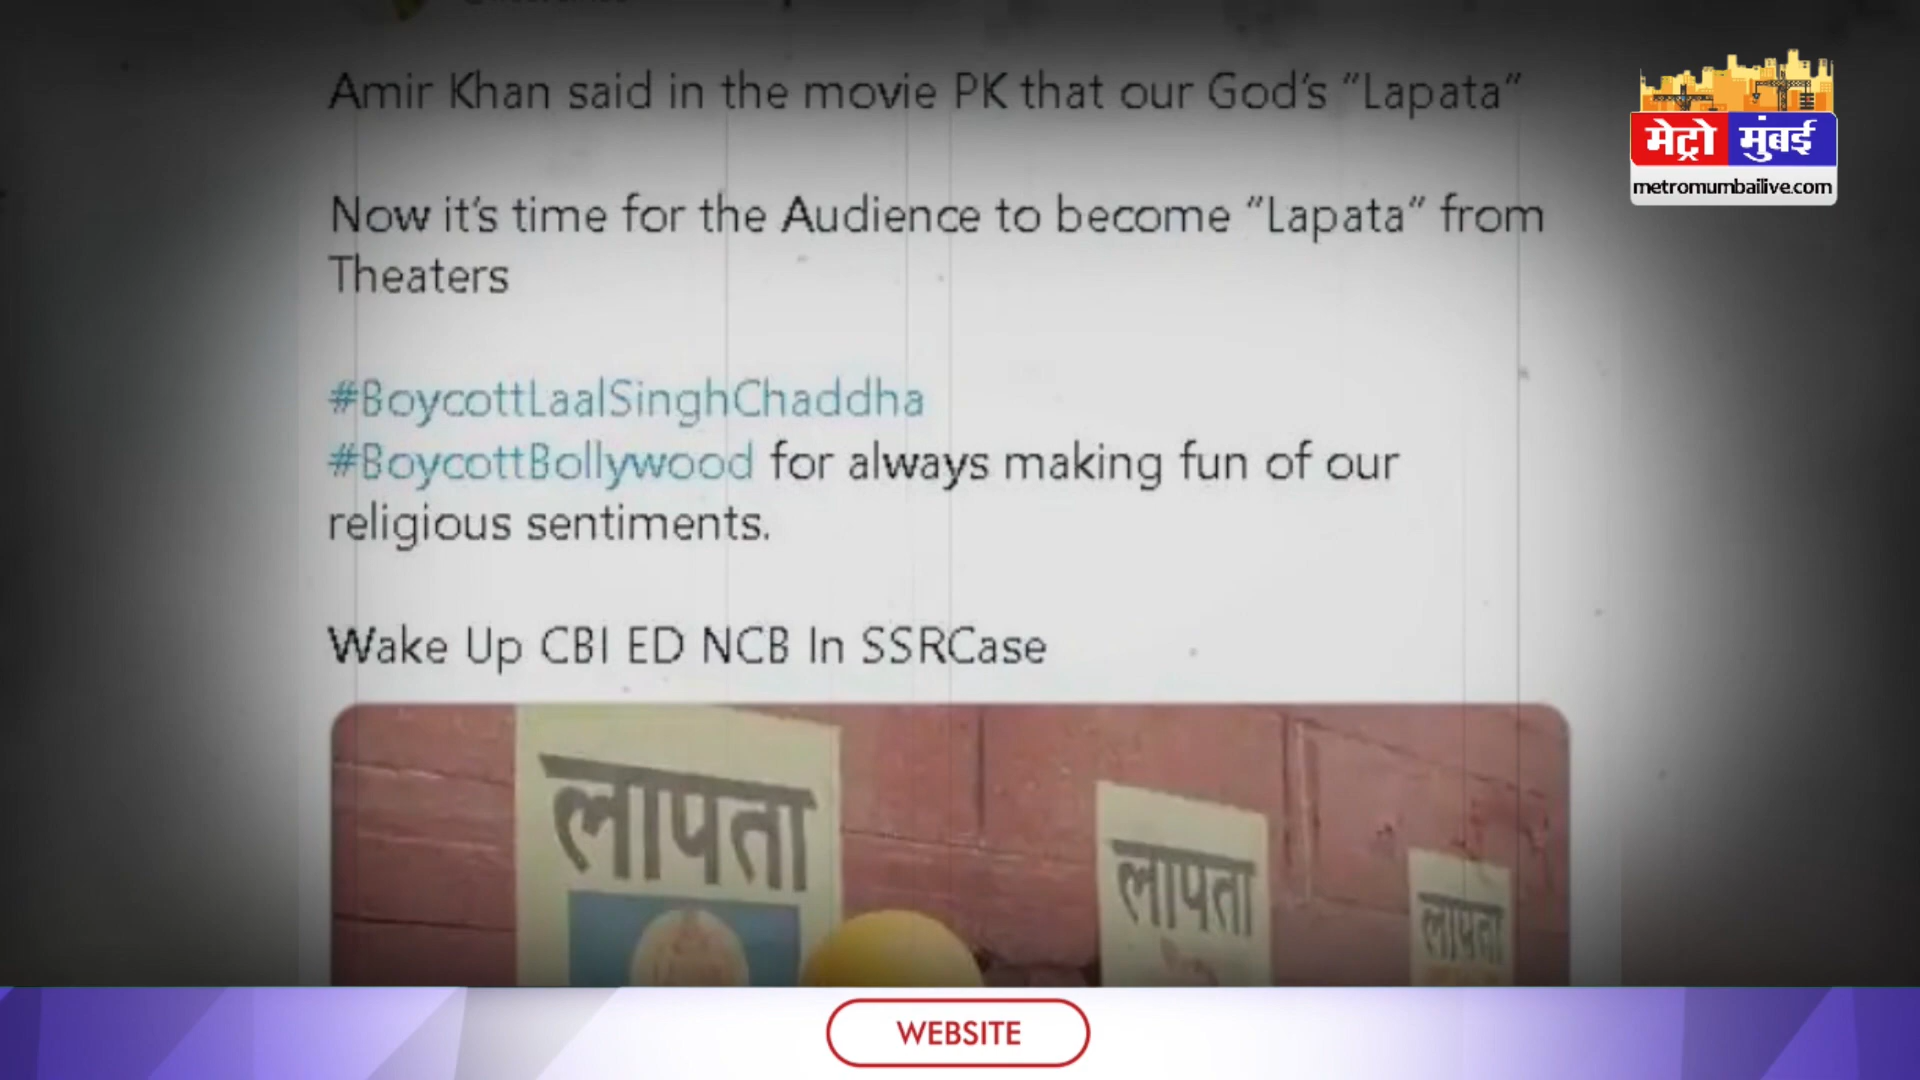 Amir Khan said in the movie PK that our God's "Lapata"
मेट्रो मुंबई
metromumbailive.com
Now it's time for the Audience to become "Lapata" from
Theaters
#BoycottLaalSinghChaddha
#BoycottBollywood for always making fun of our
religious sentiments.
Wake Up CBI ED NCB In SSRCase
लापता
लापता
लापता
WEBSITE